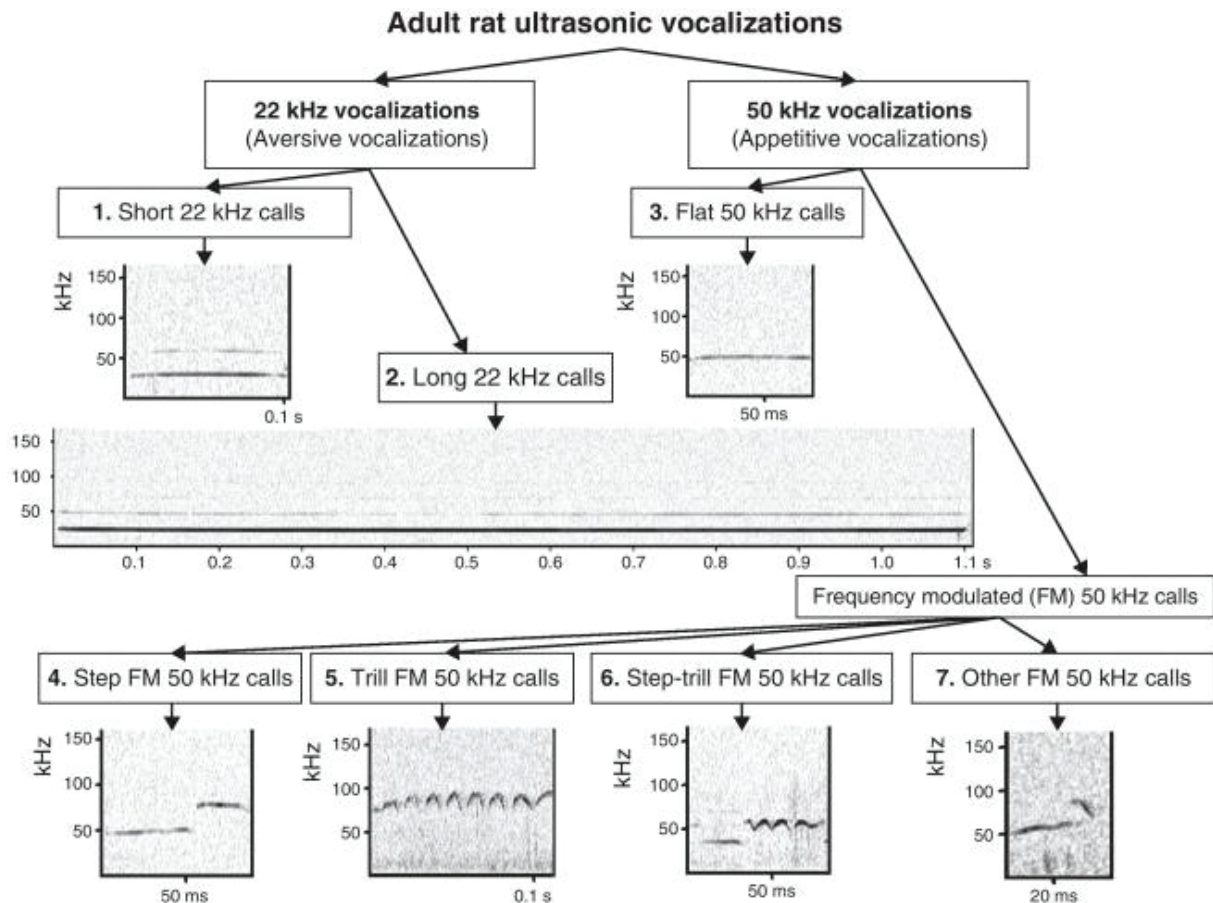 Adult rat ultrasonic vocalizations
22 kHz vocalizations
(Aversive vocalizations)
50 kHz vocalizations
(Appetitive vocalizations)
1. Short 22 kHz calls
3. Flat 50 kHz calls
kHz
150
100
50
0.1 s
kHz
150
100
50
50 ms
2. Long 22 kHz calls
150
100
50
0.1 0.2 0.3 0.4 0.5 0.6 0.7 0.8 0.9 1.0 1.1 s
Frequency modulated (FM) 50 kHz calls
4. Step FM 50 kHz calls
5. Trill FM 50 kHz calls
6. Step-trill FM 50 kHz calls
7. Other FM 50 kHz calls
kHz
150
100
50
50 ms
kHz
150
100
50
0.1 s
kHz
150
100
50
50 ms
kHz
150
100
50
20 ms